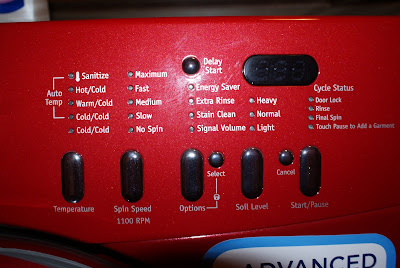 Delay
Start
Auto
Temp
Sanitize
Hot/Cold
Warm/Cold
Cold/Cold
Cold/Cold
Maximum
Fast
Medium
Slow
No Spin
Energy Saver
Extra Rinse
Stain Clean
Signal Volume
Heavy
Normal
Light
Cycle Status
Door Lock
Rinse
Final Spin
Touch Pause to Add a Garment
Temperature
Spin Speed
1100 RPM
Options
Select
Soil Level
Cancel
Start/Pause
ADVANCED